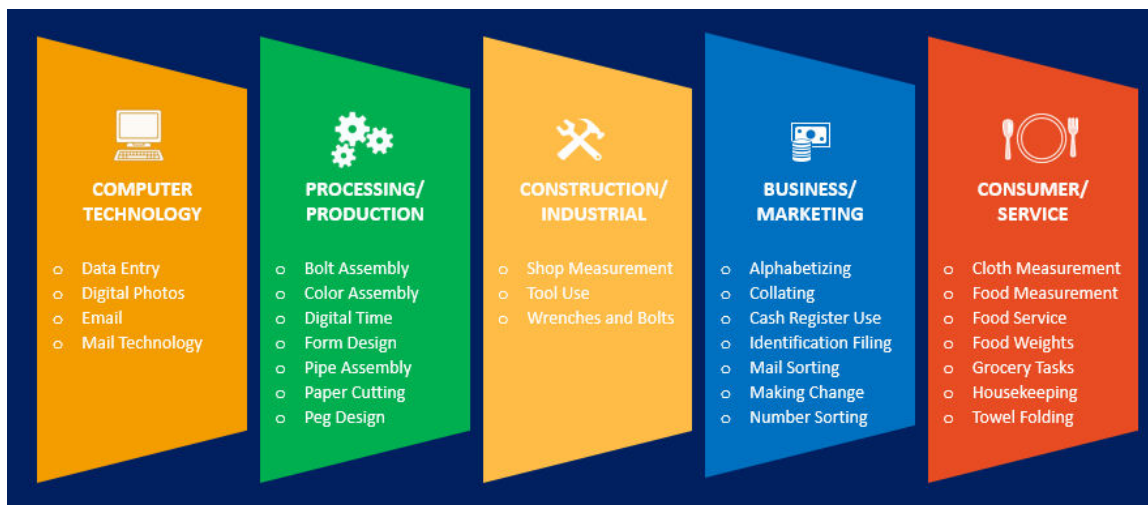 COMPUTER
TECHNOLOGY
Data Entry
Digital Photos
Email
Mail Technology
PROCESSING/
PRODUCTION
Bolt Assembly
Color Assembly
Digital Time
Form Design
Pipe Assembly
Paper Cutting
Peg Design
CONSTRUCTION/
INDUSTRIAL
Shop Measurement
Tool Use
Wrenches and Bolts
BUSINESS/
MARKETING
Alphabetizing
Collating
Cash Register Use
Identification Filing
Mail Sorting
Making Change
Number Sorting
CONSUMER/
SERVICE
Cloth Measurement
Food Measurement
Food Service
Food Weights
Grocery Tasks
Housekeeping
Towel Folding